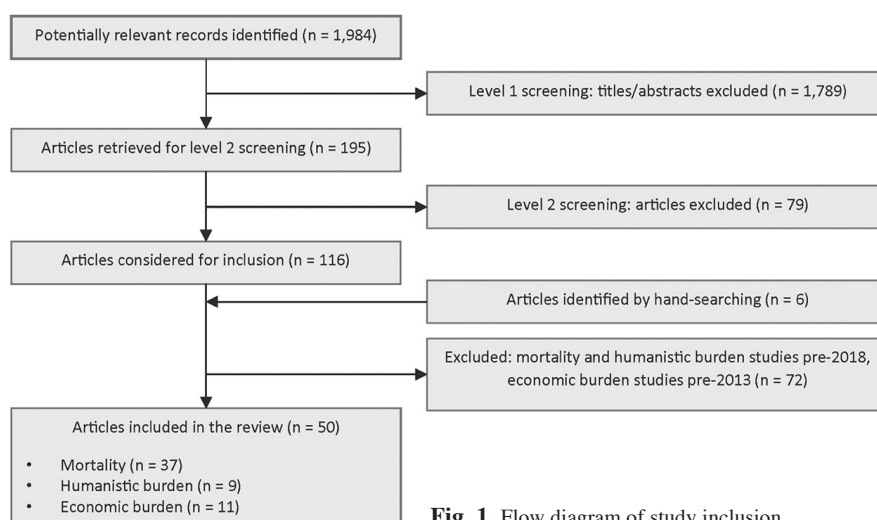 Potentially relevant records identified (n = 1,984)
Level 1 screening: titles/abstracts excluded (n = 1,789)
Articles retrieved for level 2 screening (n = 195)
Level 2 screening: articles excluded (n = 79)
Articles considered for inclusion (n = 116)
Articles identified by hand-searching (n = 6)
Excluded: mortality and humanistic burden studies pre-2018,
economic burden studies pre-2013 (n = 72)
Articles included in the review (n = 50)
• Mortality (n = 37)
• Humanistic burden (n = 9)
• Economic burden (n = 11)
Fig. 1 Flow diagram of study inclusion